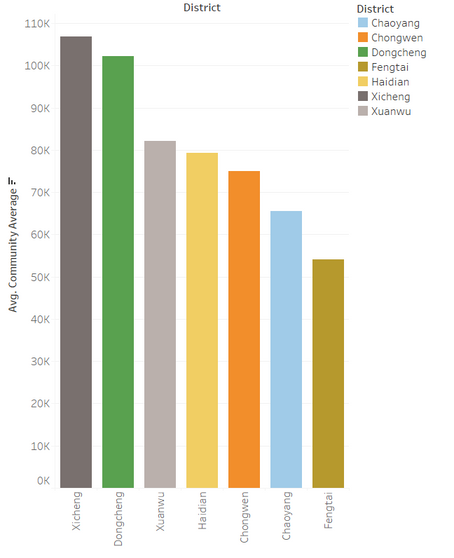 District
110K
100K
90K
80K
70K
60K
50K
40K
30K
20K
10K
0K
Avg. Community Average
Xicheng
Dongcheng
Xuanwu
Haidian
Chongwen
Chaoyang
Fengtai
District
Chaoyang
Chongwen
Dongcheng
Fengtai
Haidian
Xicheng
Xuanwu